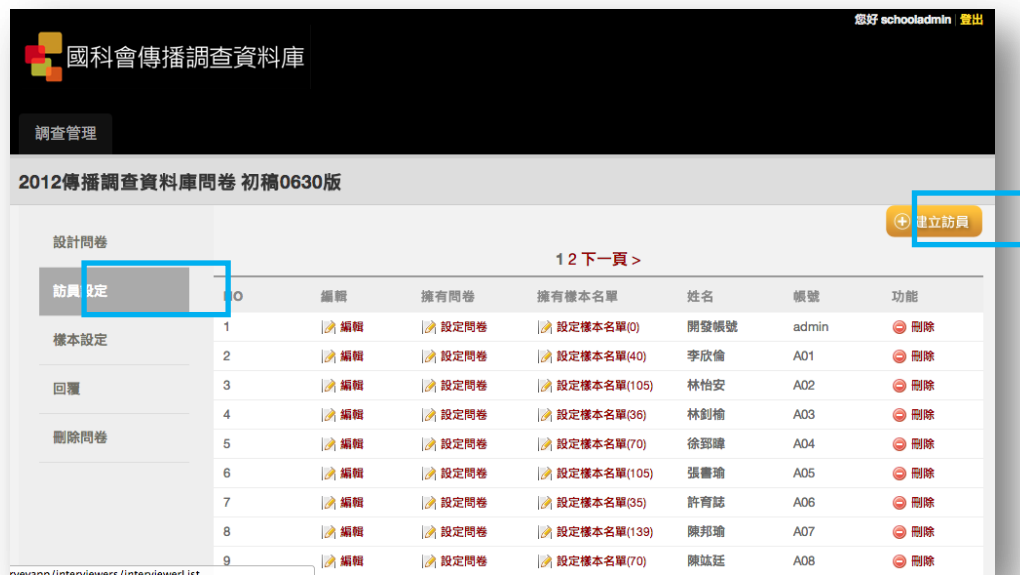 您好 schooladmin 登出
國科會傳播調查資料庫
調查管理
2012傳播調查資料庫問卷 初稿0630版
建立訪員
設計問卷
訪員設定
樣本設定
回覆
刪除問卷
1 2 下一頁 >
NO 編輯 擁有問卷 擁有樣本名單 姓名 帳號 功能
1 編輯 設定問卷 設定樣本名單(0) 開發帳號 admin 刪除
2 編輯 設定問卷 設定樣本名單(40) 李欣倫 A01 刪除
3 編輯 設定問卷 設定樣本名單(105) 林怡安 A02 刪除
4 編輯 設定問卷 設定樣本名單(36) 林釗榆 A03 刪除
5 編輯 設定問卷 設定樣本名單(70) 徐郅暐 A04 刪除
6 編輯 設定問卷 設定樣本名單(105) 張書瑜 A05 刪除
7 編輯 設定問卷 設定樣本名單(35) 許育誌 A06 刪除
8 編輯 設定問卷 設定樣本名單(139) 陳邦瑜 A07 刪除
9 編輯 設定問卷 設定樣本名單(70) 陳竑廷 A08 刪除
rveyapp/interviewers/interviewerList